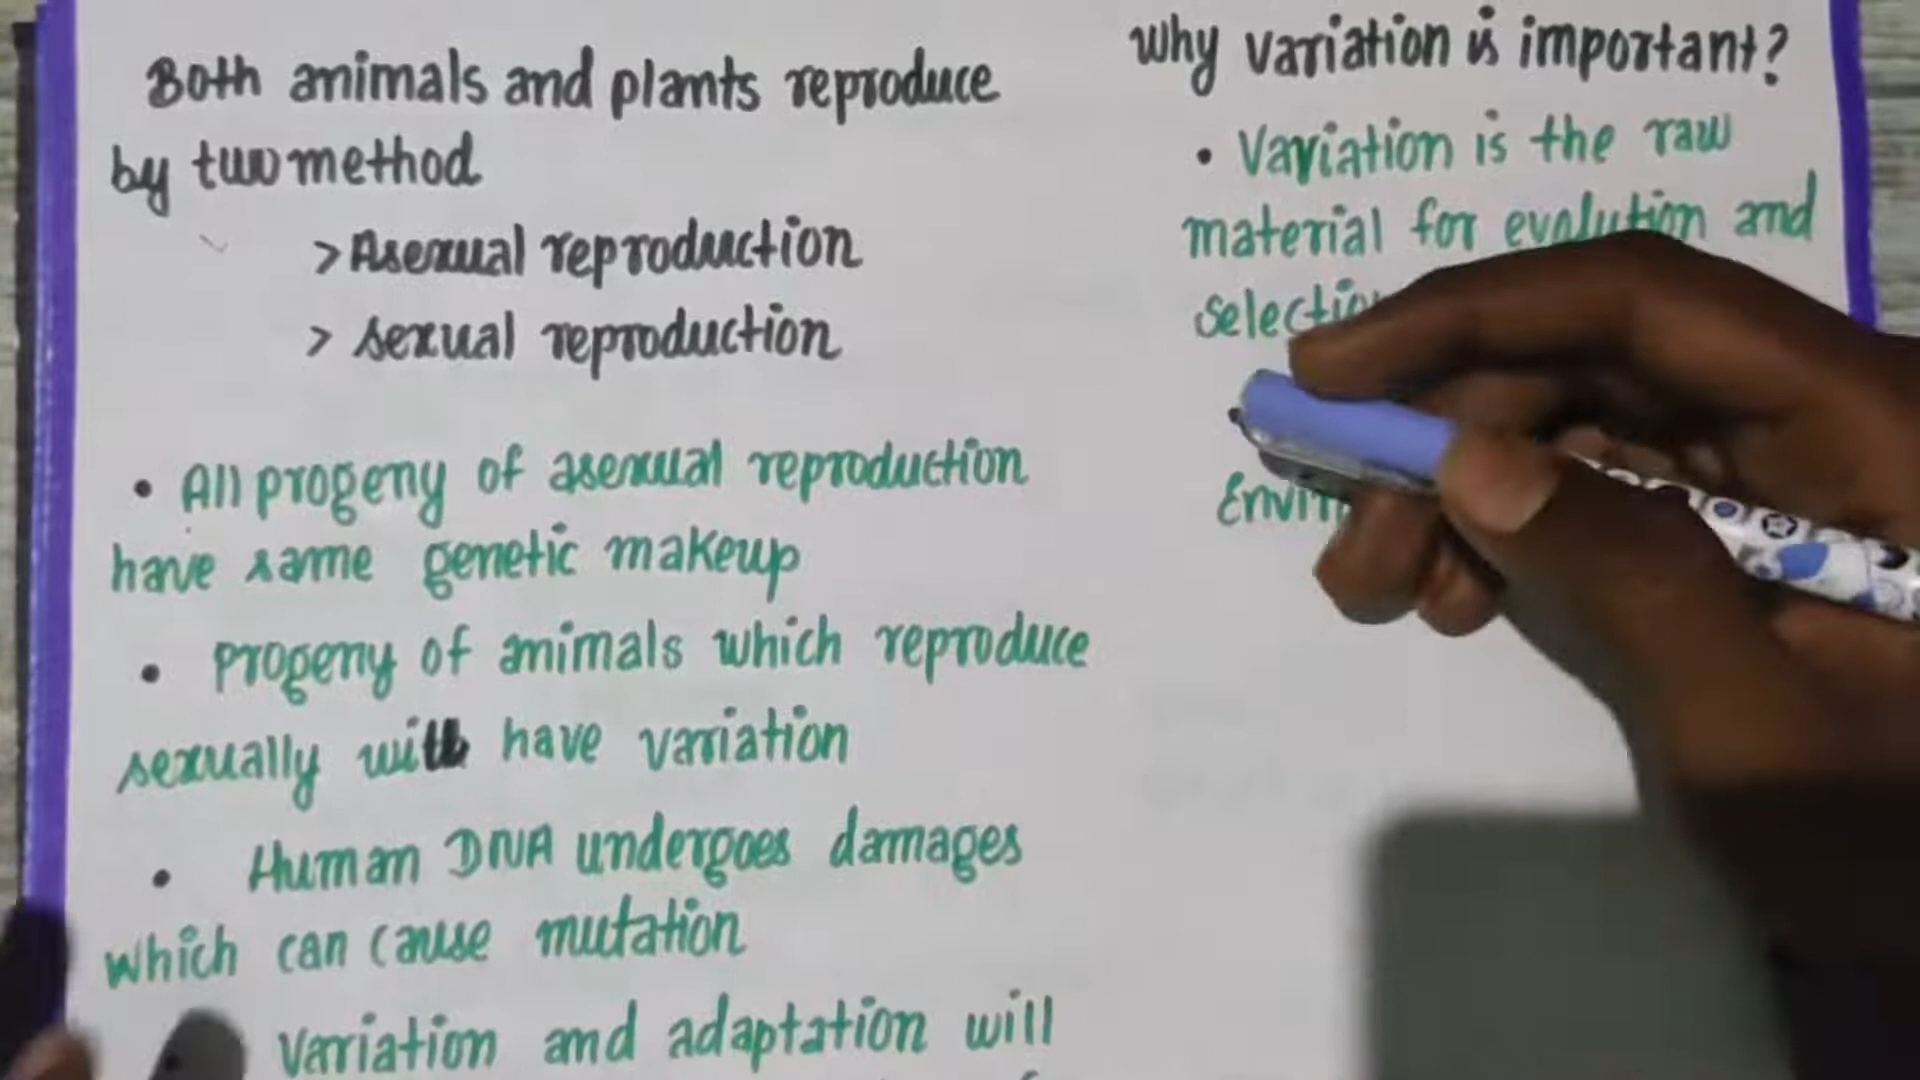 Both animals and plants reproduce
by two method
> Asexual reproduction
> sexual reproduction
• All progeny of asexual reproduction
have same genetic makeup
• Progeny of animals which reproduce
sexually will have variation
• Human DNA undergoes damages
which can cause mutation
Variation and adaptation will
why variation is important?
• Variation is the raw
material for evolution and